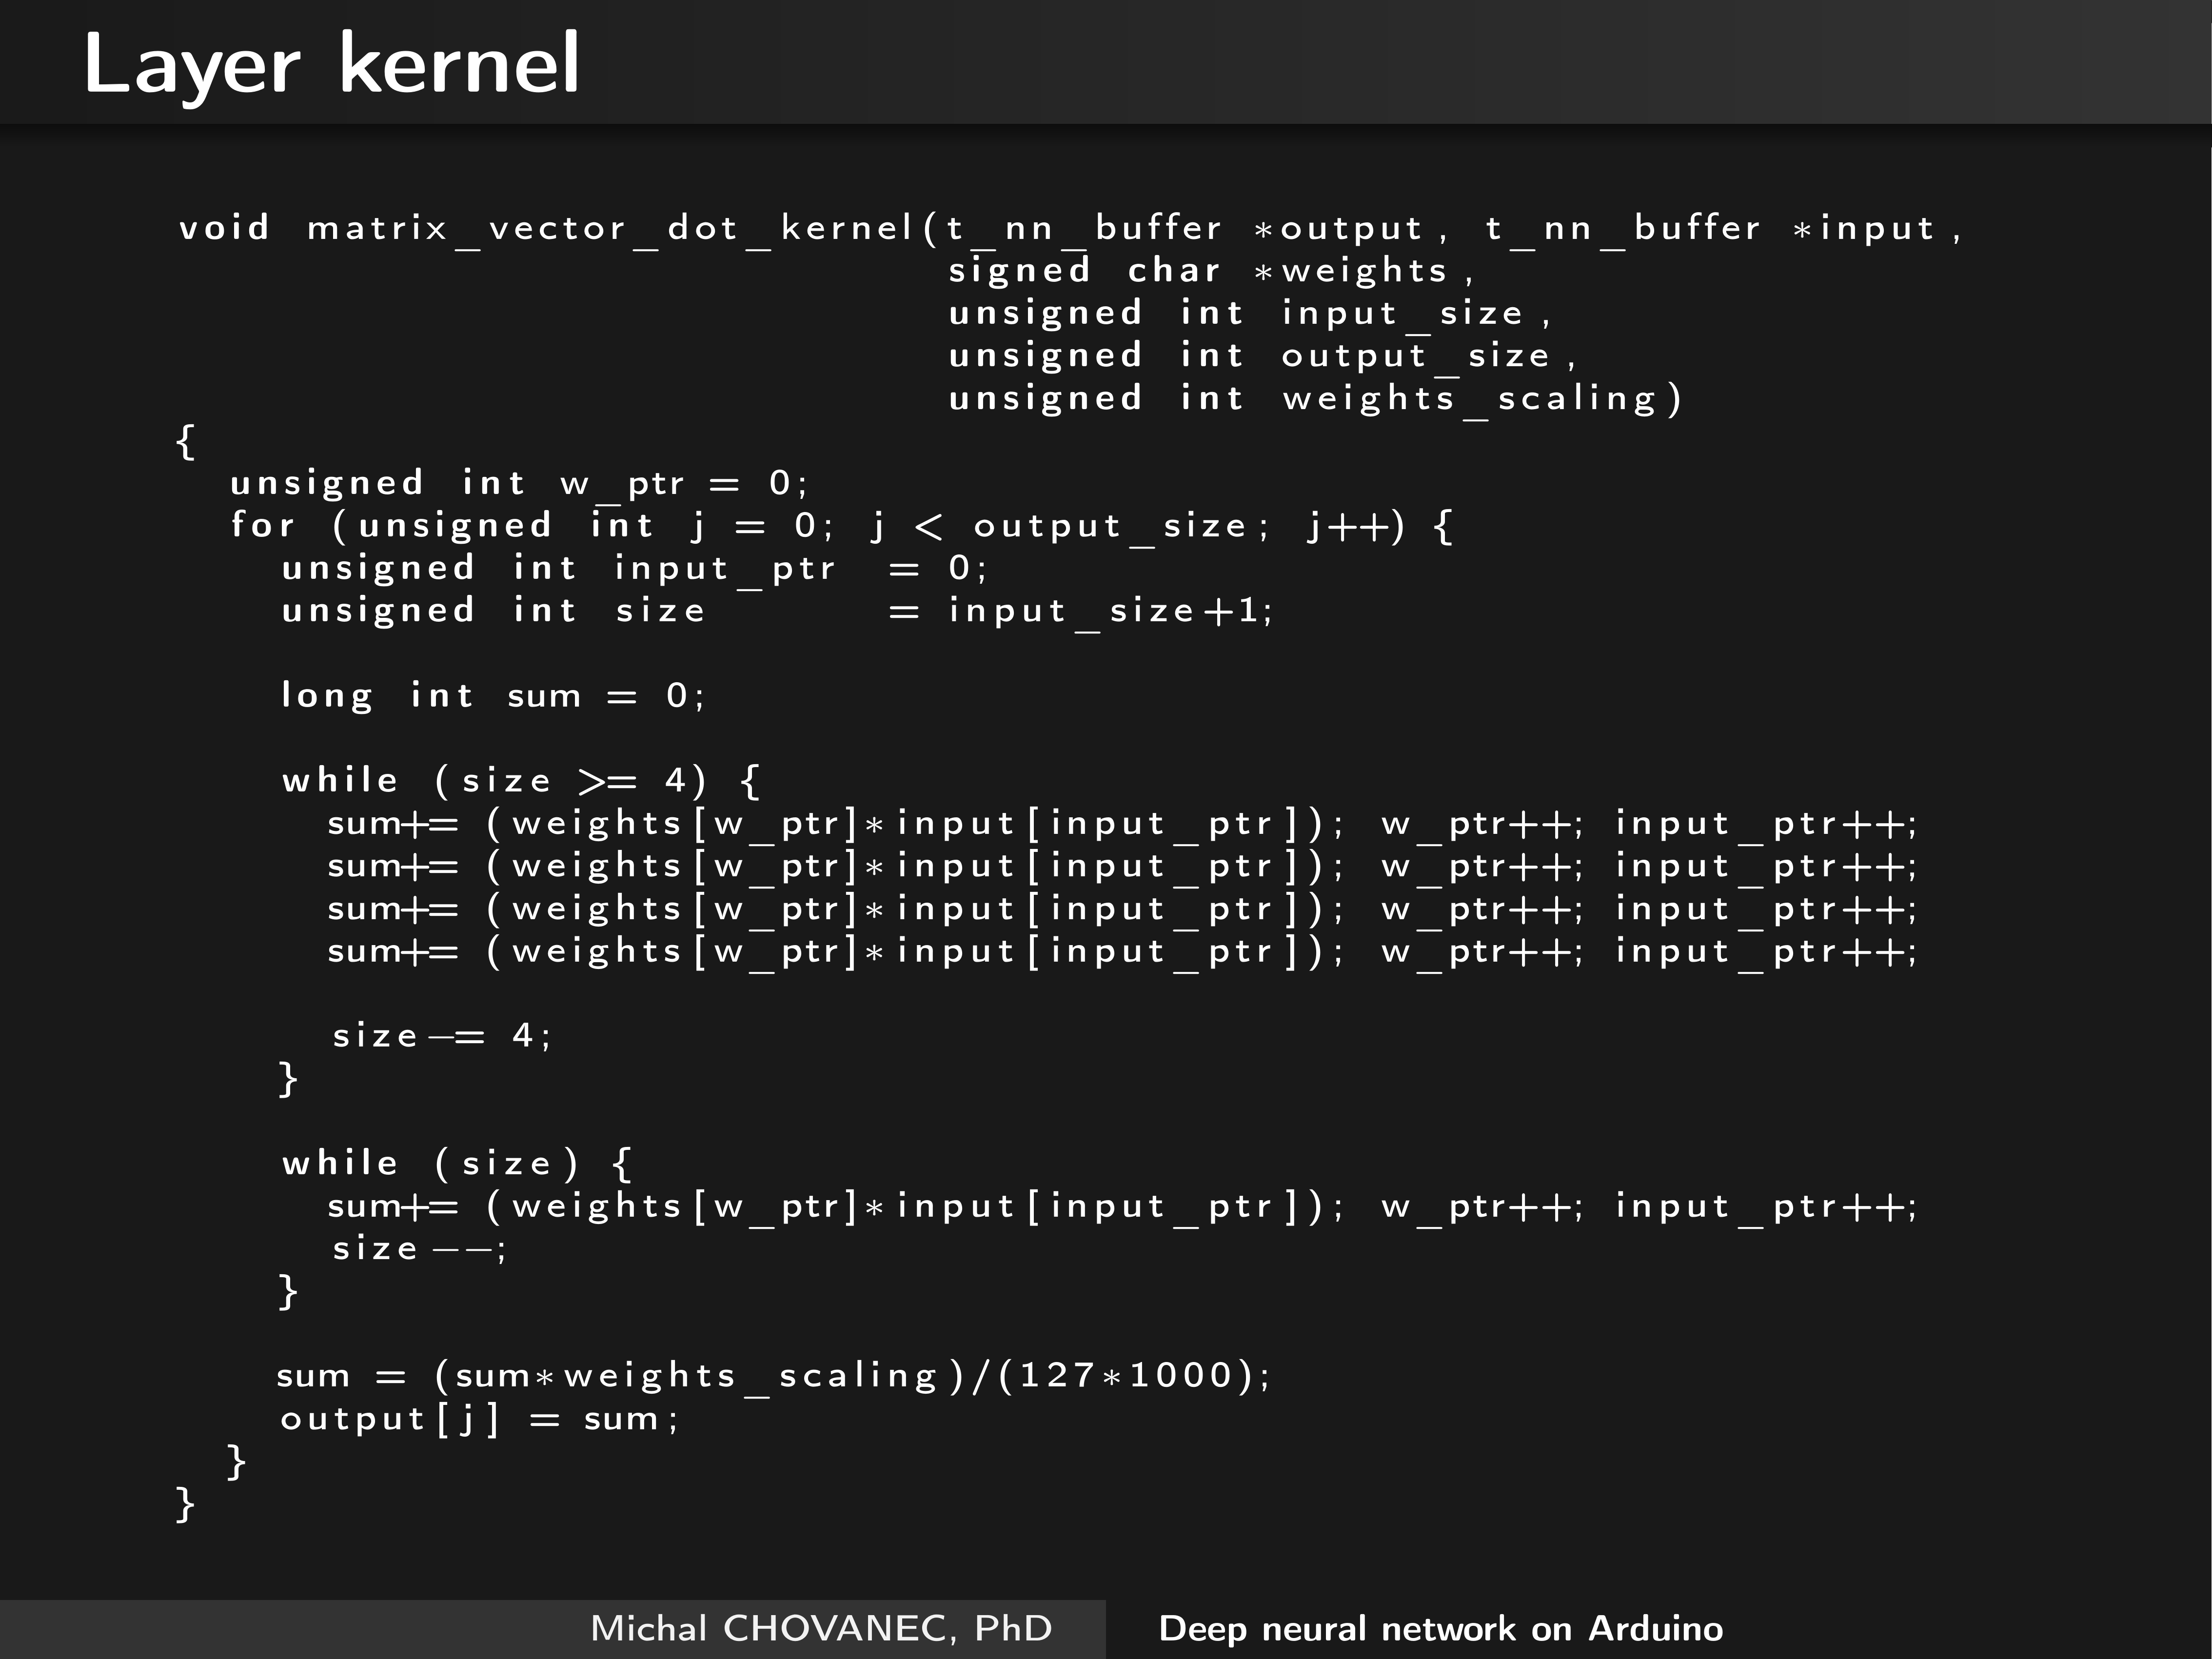 Layer kernel
void matrix_vector_dot_kernel(t_nn_buffer *output, t_nn_buffer *input,
signed char *weights,
unsigned int input_size,
unsigned int output_size,
unsigned int weights_scaling)
{
unsigned int w_ptr = 0;
for (unsigned int j = 0; j < output_size; j++) {
unsigned int input_ptr = 0;
unsigned int size = input_size+1;
long int sum = 0;
while (size >= 4) {
sum+= (weights[w_ptr]*input[input_ptr]); w_ptr++; input_ptr++;
sum+= (weights[w_ptr]*input[input_ptr]); w_ptr++; input_ptr++;
sum+= (weights[w_ptr]*input[input_ptr]); w_ptr++; input_ptr++;
sum+= (weights[w_ptr]*input[input_ptr]); w_ptr++; input_ptr++;
size-= 4;
}
while (size) {
sum+= (weights[w_ptr]*input[input_ptr]); w_ptr++; input_ptr++;
size--;
}
sum = (sum*weights_scaling)/(127*1000);
output[j] = sum;
}
}
Michal CHOVANEC, PhD
Deep neural network on Arduino